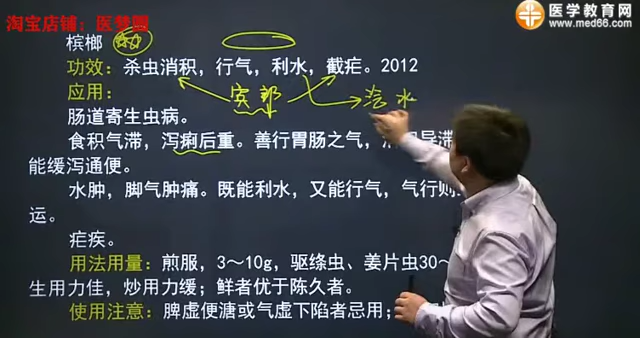 淘宝店铺：医梦圆
医学教育网
www.med66.com
槟榔
功效：杀虫消积，行气，利水，截疟。2012
宾郎
水
应用：
肠道寄生虫病。
食积气滞，泻痢后重。善行胃肠之气，消
导滞
能缓泻通便。
水肿，脚气肿痛。既能利水，又能行气，气行则
运。
疟疾。
用法用量：煎服，3～10g，驱绦虫、姜片虫30～
生用力佳，炒用力缓；鲜者优于陈久者。
使用注意：脾虚便溏或气虚下陷者忌用；